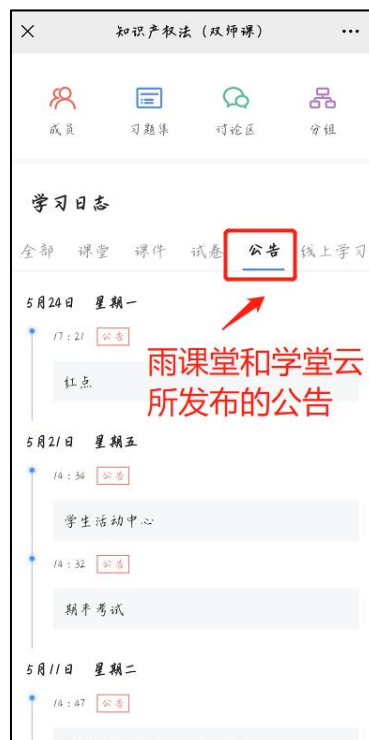 知识产权法（双师课）
成员 习题集 讨论区 分组
学习日志
全部 课堂 课件 试卷 公告 线上学习
5月24日 星期一
17:21 公告
红点
雨课堂和学堂云
所发布的公告
5月21日 星期五
14:34 公告
学生活动中心
14:32 公告
期末考试
5月11日 星期二
14:47 公告